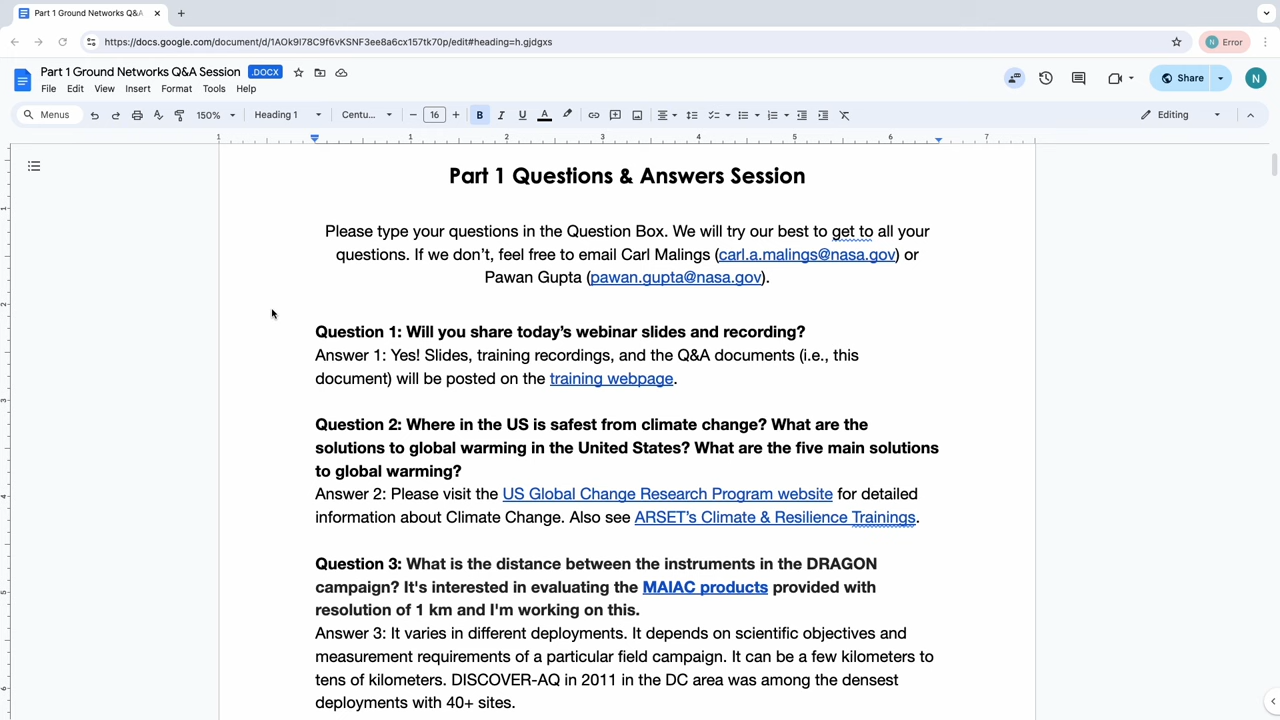 Part 1 Ground Networks Q&A
https://docs.google.com/document/d/1AOk9l78C9f6vKSNF3ee8a6cx157tk70p/edit#heading=h.gjdgxs
N Error
Part 1 Ground Networks Q&A Session .DOCX
Share N
File Edit View Insert Format Tools Help
Menus 150% Heading 1 Centu... 16 B I U A Editing
1 1 2 3 4 5 6 7
Part 1 Questions & Answers Session
Please type your questions in the Question Box. We will try our best to get to all your
questions. If we don’t, feel free to email Carl Malings (carl.a.malings@nasa.gov) or
Pawan Gupta (pawan.gupta@nasa.gov).
Question 1: Will you share today’s webinar slides and recording?
Answer 1: Yes! Slides, training recordings, and the Q&A documents (i.e., this
document) will be posted on the training webpage.
Question 2: Where in the US is safest from climate change? What are the
solutions to global warming in the United States? What are the five main solutions
to global warming?
Answer 2: Please visit the US Global Change Research Program website for detailed
information about Climate Change. Also see ARSET’s Climate & Resilience Trainings.
Question 3: What is the distance between the instruments in the DRAGON
campaign? It's interested in evaluating the MAIAC products provided with
resolution of 1 km and I'm working on this.
Answer 3: It varies in different deployments. It depends on scientific objectives and
measurement requirements of a particular field campaign. It can be a few kilometers to
tens of kilometers. DISCOVER-AQ in 2011 in the DC area was among the densest
deployments with 40+ sites.